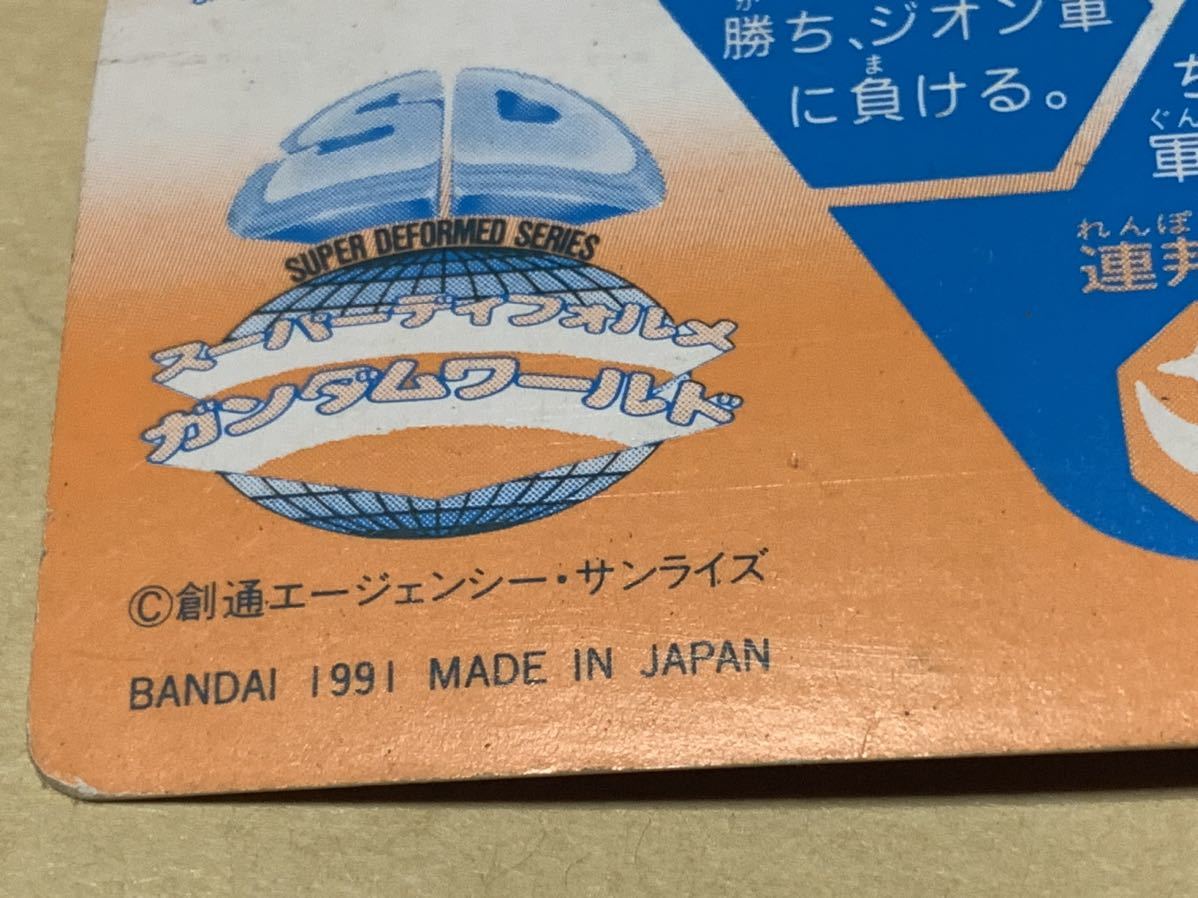 勝ち、ジオン軍
に負ける。
ま
ぐん
軍
れんぽ
連邦
SD
SUPER DEFORMED SERIES
スーパーディフォルメ
ガンダムワールド
©創通エージェンシー・サンライズ
BANDAI 1991 MADE IN JAPAN